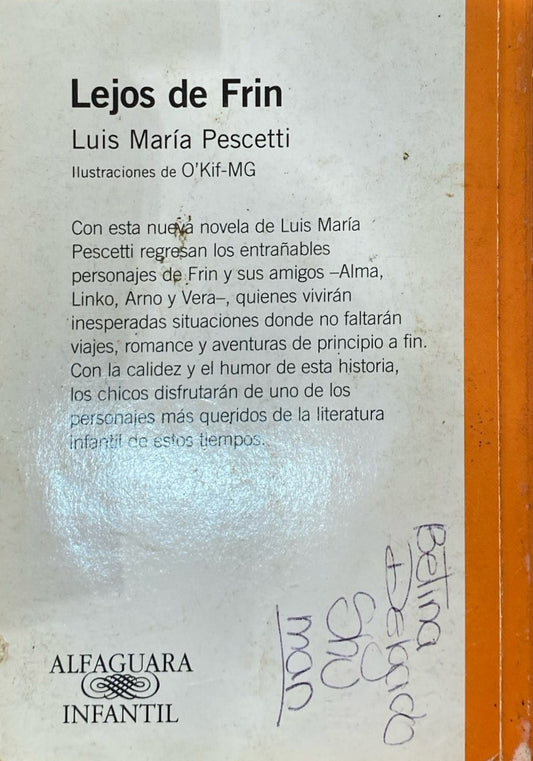 Lejos de Frin
Luis María Pescetti
Ilustraciones de O'Kif-MG
Con esta nueva novela de Luis María
Pescetti regresan los entrañables
personajes de Frin y sus amigos –Alma,
Linko, Arno y Vera–, quienes vivirán
inesperadas situaciones donde no faltarán
viajes, romance y aventuras de principio a fin.
Con la calidez y el humor de esta historia,
los chicos disfrutarán de uno de los
personajes más queridos de la literatura
infantil de estos tiempos.
Betina
Delgado
Shu
man
ALFAGUARA
INFANTIL